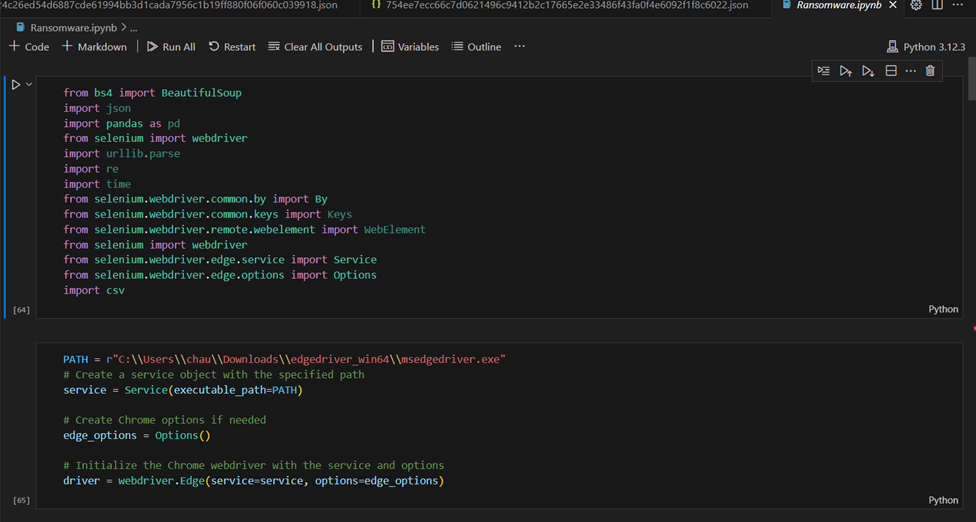 4c26ed54d6887cde61994bb3d1cada7956c1b19ff880f06f060c039918.json {} 754ee7ecc66c7d0621496c9412b2c17665e2e33486f43fa0f4e6092f1f8c6022.json Ransomware.ipynb
Ransomware.ipynb > ...
+ Code + Markdown | Run All Restart Clear All Outputs | Variables Outline ... Python 3.12.3
from bs4 import BeautifulSoup
import json
import pandas as pd
from selenium import webdriver
import urllib.parse
import re
import time
from selenium.webdriver.common.by import By
from selenium.webdriver.common.keys import Keys
from selenium.webdriver.remote.webelement import WebElement
from selenium import webdriver
from selenium.webdriver.edge.service import Service
from selenium.webdriver.edge.options import Options
import csv
[64] Python
PATH = r"C:\\Users\\chau\\Downloads\\edgedriver_win64\\msedgedriver.exe"
# Create a service object with the specified path
service = Service(executable_path=PATH)
# Create Chrome options if needed
edge_options = Options()
# Initialize the Chrome webdriver with the service and options
driver = webdriver.Edge(service=service, options=edge_options)
[65] Python